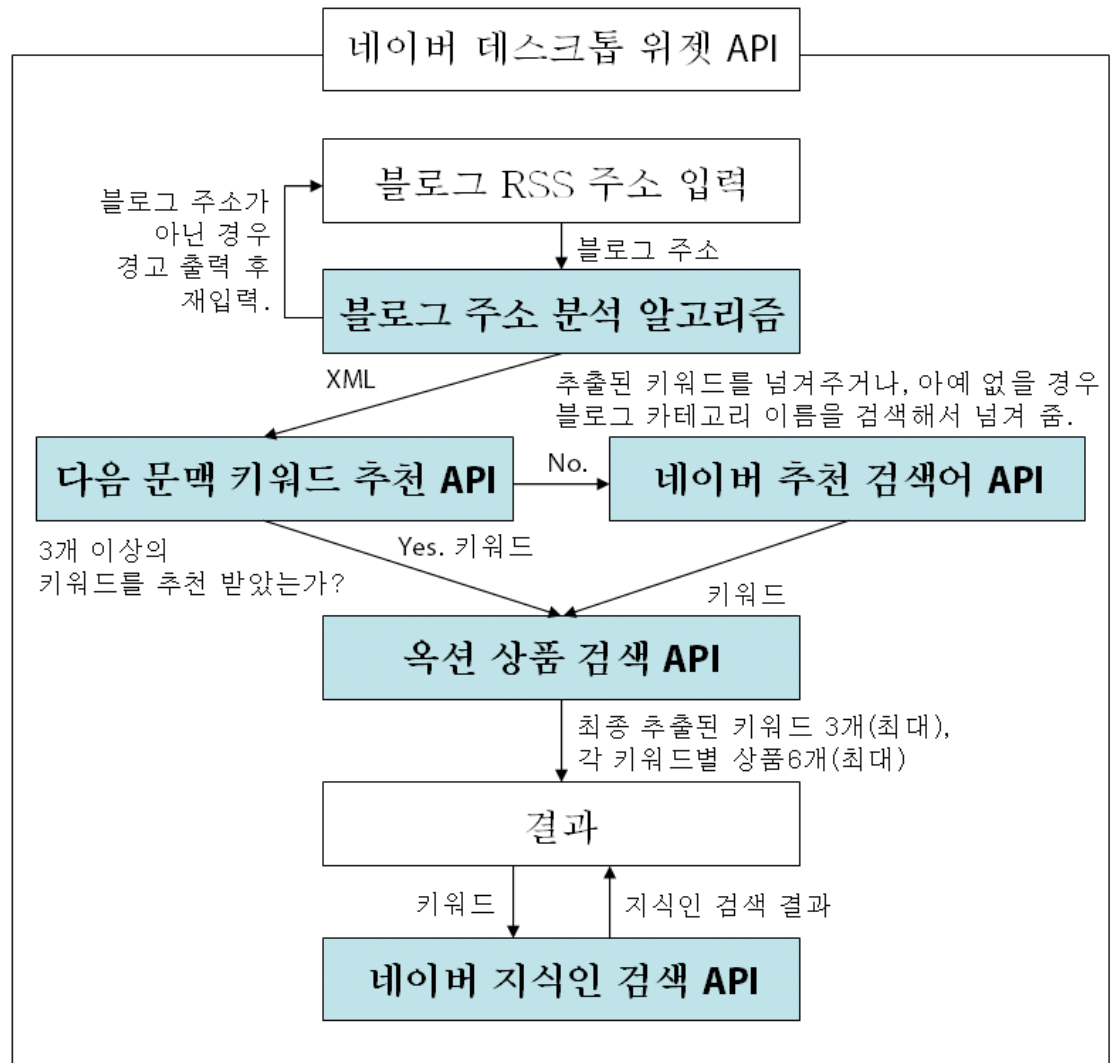 네이버 데스크톱 위젯 API
블로그 RSS 주소 입력
블로그 주소가
아닌 경우
경고 출력 후
재입력.
블로그 주소
블로그 주소 분석 알고리즘
XML
추출된 키워드를 넘겨주거나, 아예 없을 경우
블로그 카테고리 이름을 검색해서 넘겨 줌.
다음 문맥 키워드 추천 API
No.
네이버 추천 검색어 API
3개 이상의
키워드를 추천 받았는가?
Yes. 키워드
키워드
옥션 상품 검색 API
최종 추출된 키워드 3개(최대),
각 키워드별 상품6개(최대)
결과
키워드
지식인 검색 결과
네이버 지식인 검색 API